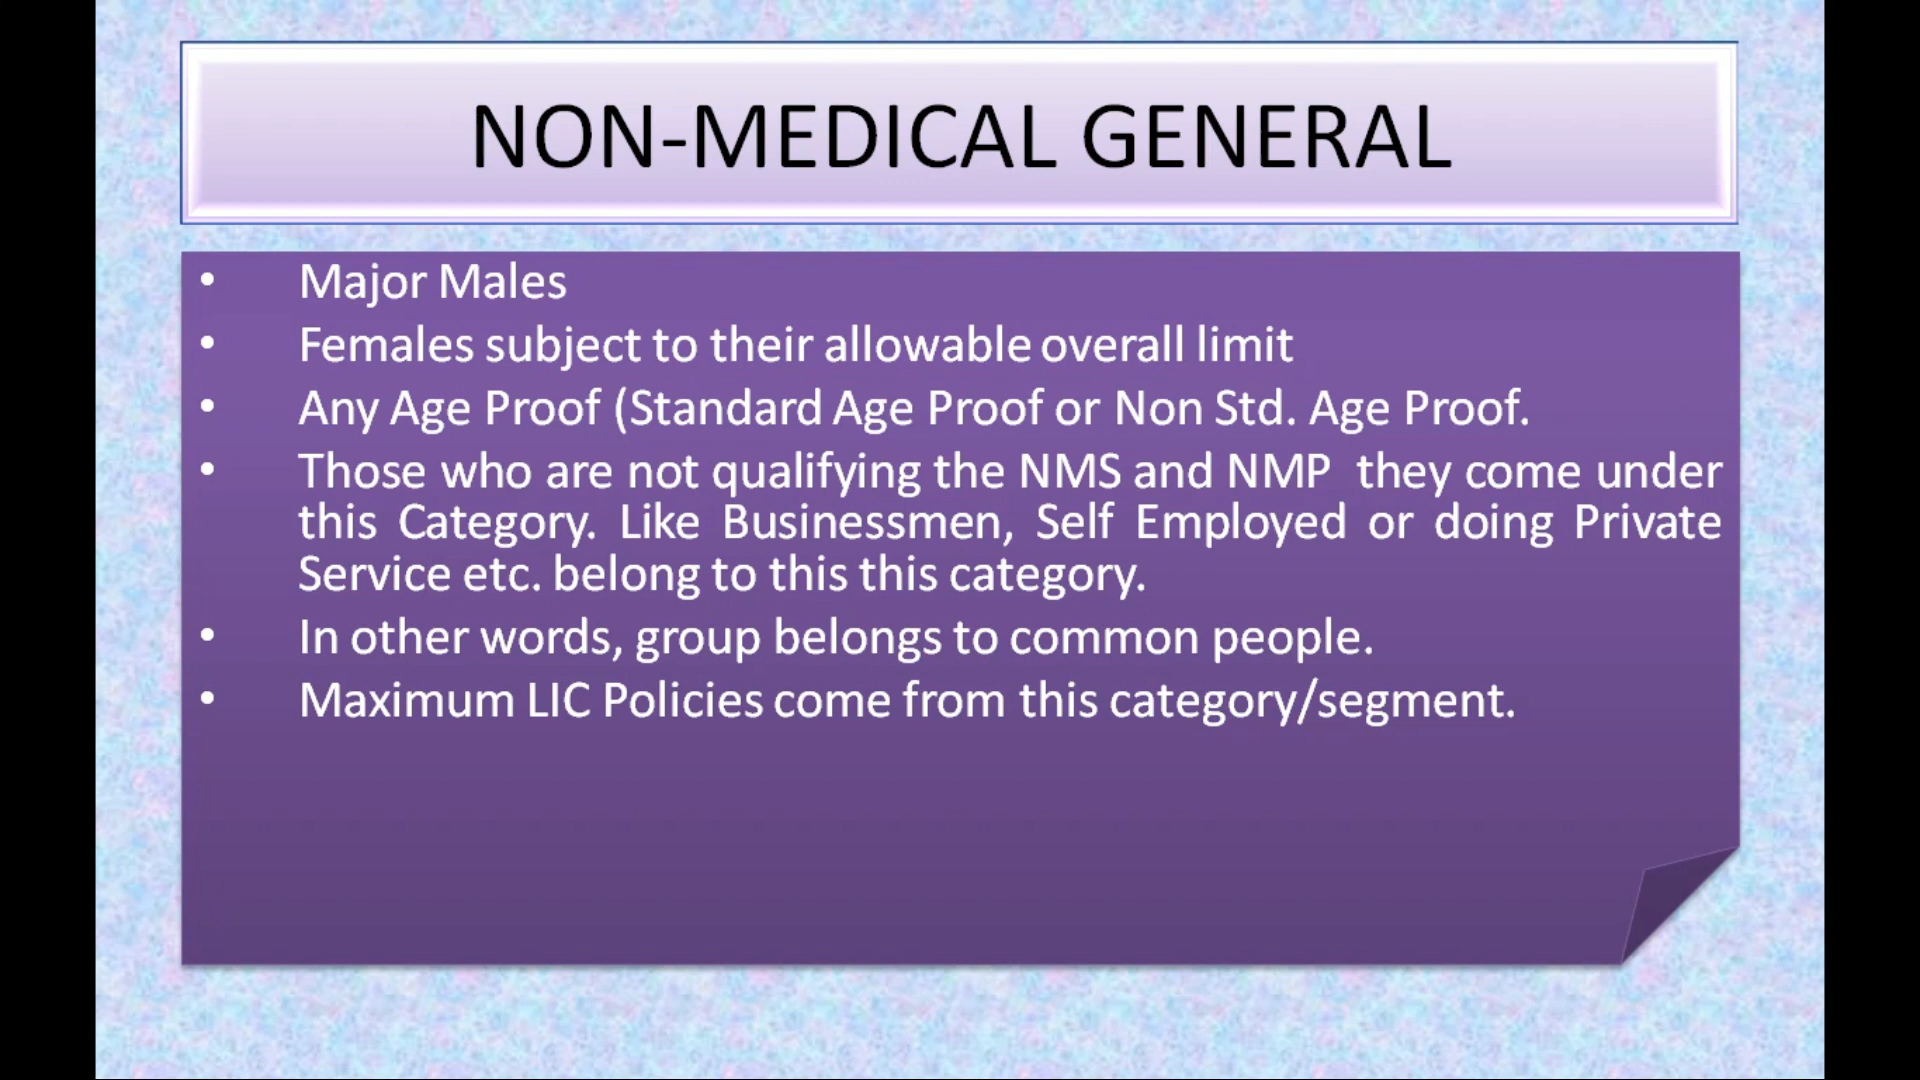 NON-MEDICAL GENERAL
• Major Males
• Females subject to their allowable overall limit
• Any Age Proof (Standard Age Proof or Non Std. Age Proof.
• Those who are not qualifying the NMS and NMP they come under
this Category. Like Businessmen, Self Employed or doing Private
Service etc. belong to this this category.
• In other words, group belongs to common people.
• Maximum LIC Policies come from this category/segment.